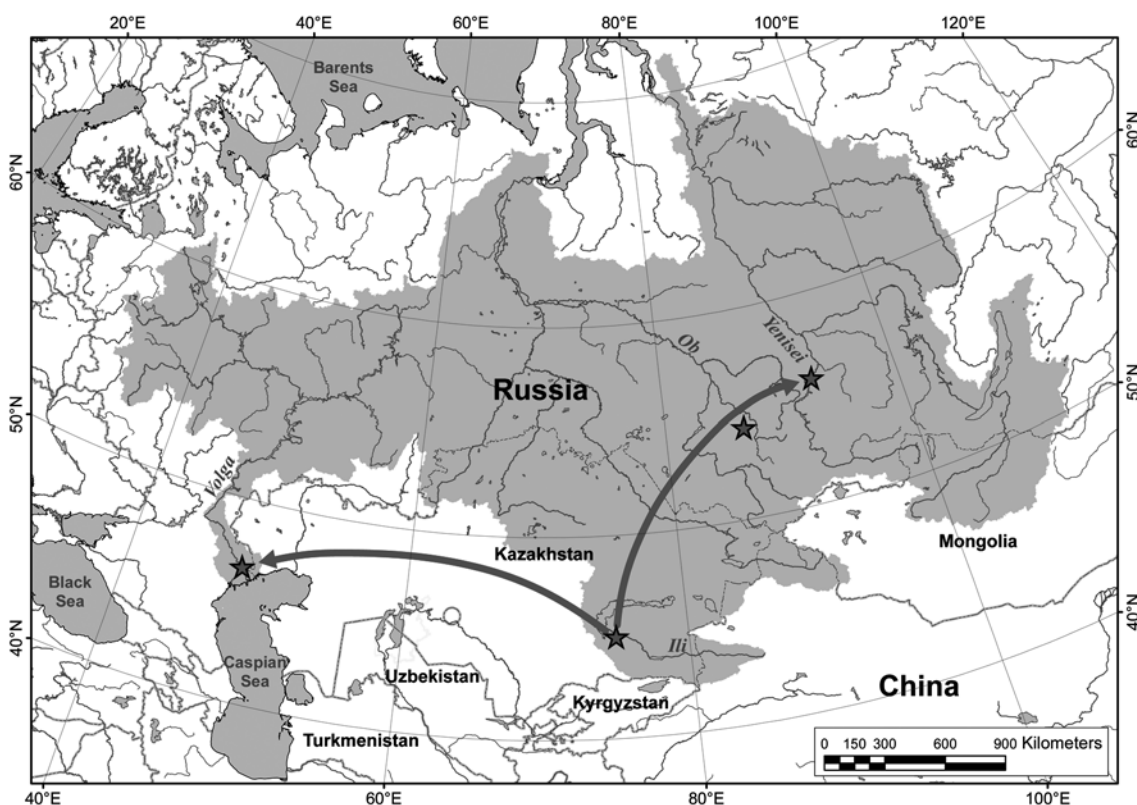 20°E
40°E
60°E
80°E
100°E
120°E
Barents
Sea
60°N
60°N
Ob
Yenisei
Russia
50°N
50°N
Volga
Kazakhstan
Mongolia
Black
Sea
40°N
40°N
Ili
Caspian
Sea
Uzbekistan
Kyrgyzstan
China
Turkmenistan
0 150 300 600 900 Kilometers
40°E
60°E
80°E
100°E